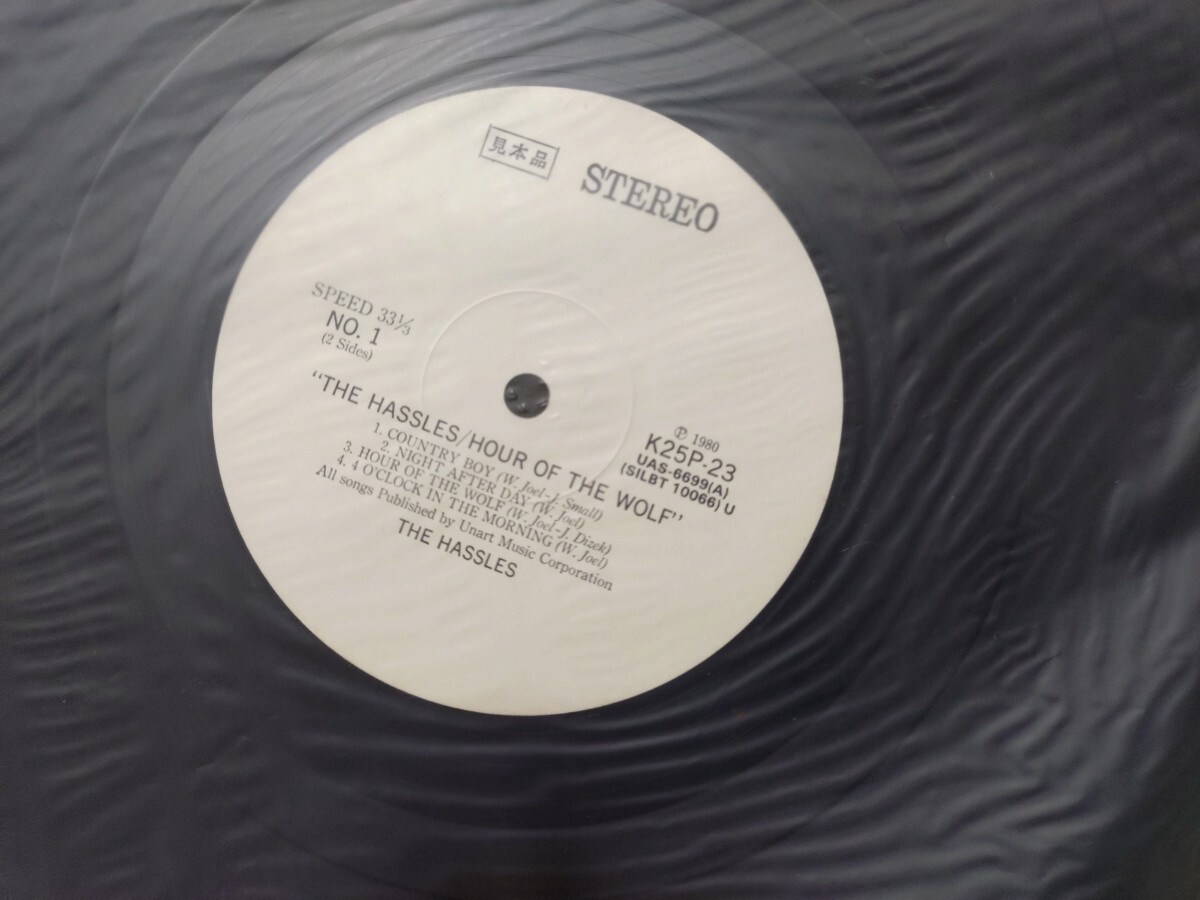 見本品
STEREO
SPEED 33⅓
NO. 1
(2 Sides)
℗ 1980
K25P-23
UAS-6699(A)
(SILBT 10066) U
"THE HASSLES/HOUR OF THE WOLF"
1. COUNTRY BOY (W. Joel-J. Small)
2. NIGHT AFTER DAY (W. Joel)
3. HOUR OF THE WOLF (W. Joel-J. Dizek)
4. 4 O'CLOCK IN THE MORNING (W. Joel)
All songs Published by Unart Music Corporation
THE HASSLES